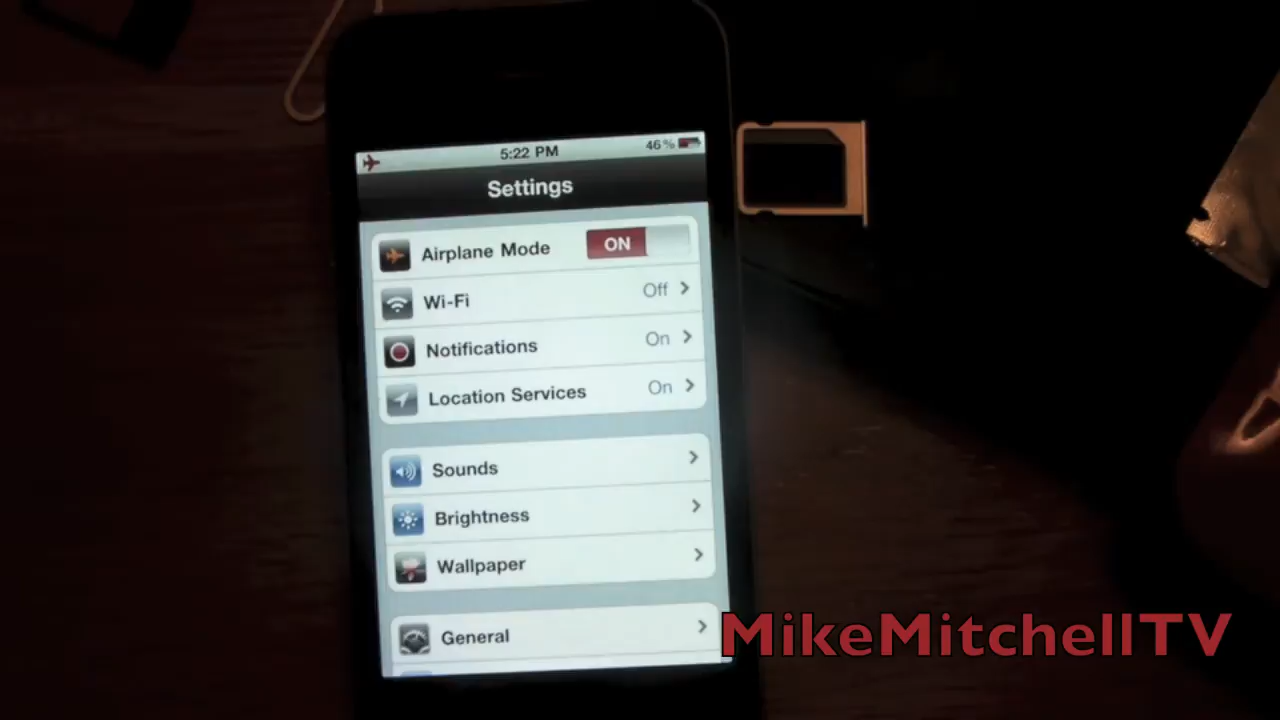 5:22 PM 46%
Settings
Airplane Mode ON
Wi-Fi Off
Notifications On
Location Services On
Sounds
Brightness
Wallpaper
General
MikeMitchellTV